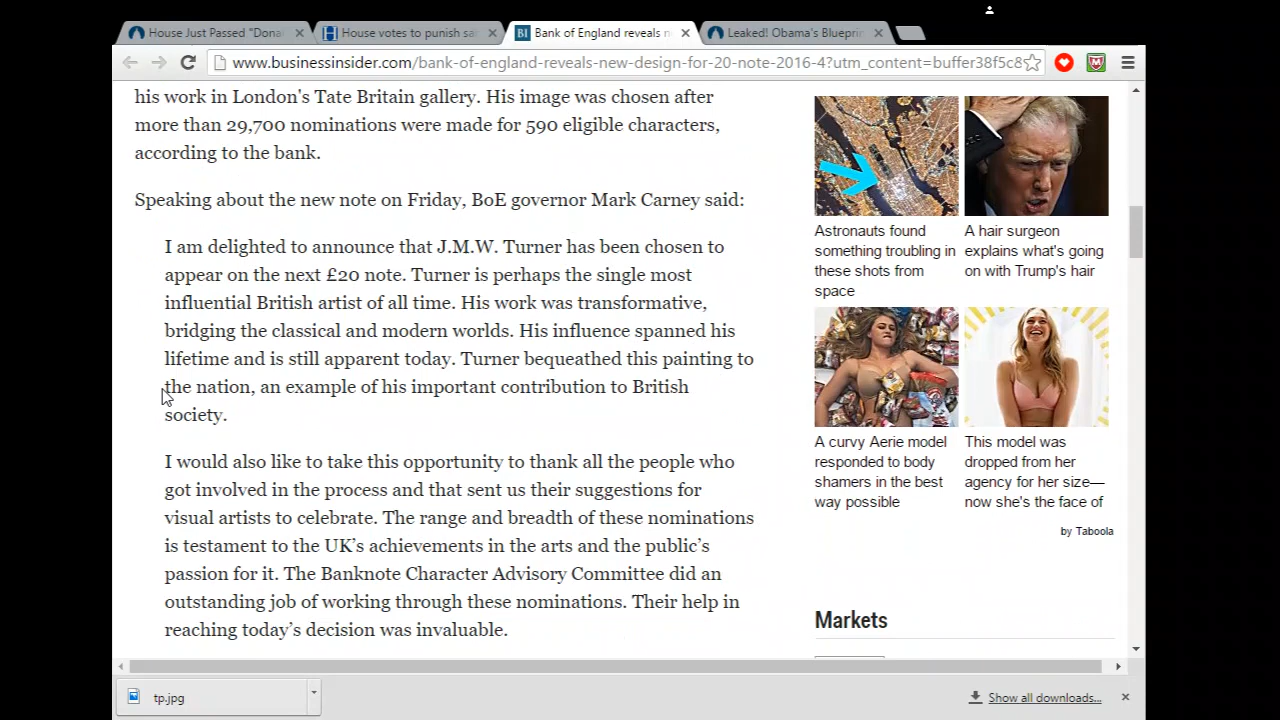 House Just Passed "Dona
House votes to punish sa
Bank of England reveals n
Leaked! Obama's Blueprin
www.businessinsider.com/bank-of-england-reveals-new-design-for-20-note-2016-4?utm_content=buffer38f5c8
his work in London's Tate Britain gallery. His image was chosen after
more than 29,700 nominations were made for 590 eligible characters,
according to the bank.
Speaking about the new note on Friday, BoE governor Mark Carney said:
I am delighted to announce that J.M.W. Turner has been chosen to
appear on the next £20 note. Turner is perhaps the single most
influential British artist of all time. His work was transformative,
bridging the classical and modern worlds. His influence spanned his
lifetime and is still apparent today. Turner bequeathed this painting to
the nation, an example of his important contribution to British
society.
I would also like to take this opportunity to thank all the people who
got involved in the process and that sent us their suggestions for
visual artists to celebrate. The range and breadth of these nominations
is testament to the UK's achievements in the arts and the public's
passion for it. The Banknote Character Advisory Committee did an
outstanding job of working through these nominations. Their help in
reaching today's decision was invaluable.
Astronauts found
something troubling in
these shots from
space
A hair surgeon
explains what's going
on with Trump's hair
A curvy Aerie model
responded to body
shamers in the best
way possible
This model was
dropped from her
agency for her size—
now she's the face of
by Taboola
Markets
tp.jpg
Show all downloads...